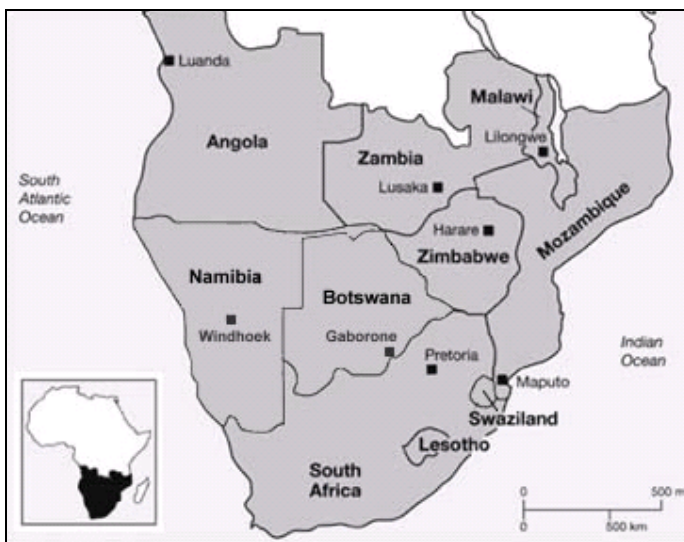 Luanda
Angola
Malawi
Lilongwe
Zambia
Lusaka
South
Atlantic
Ocean
Mozambique
Harare
Zimbabwe
Namibia
Windhoek
Botswana
Gaborone
Pretoria
Indian
Ocean
Maputo
Swaziland
Lesotho
South
Africa
0 500 m
0 500 km